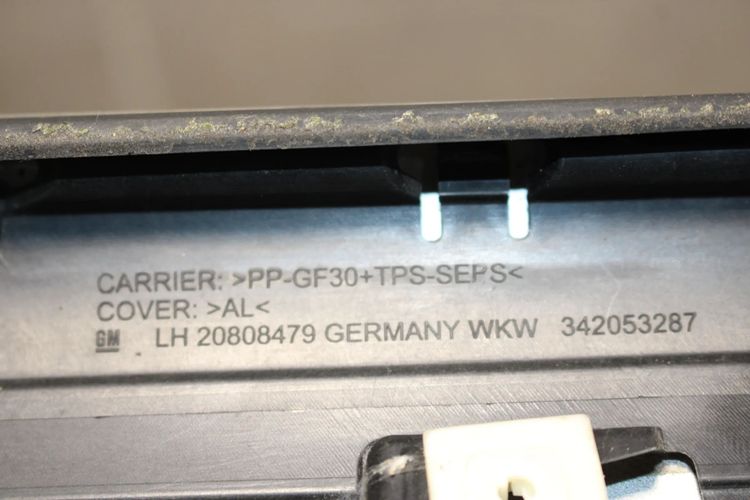 CARRIER: >PP-GF30+TPS-SEPS<
COVER: >AL<
GM LH 20808479 GERMANY WKW 342053287